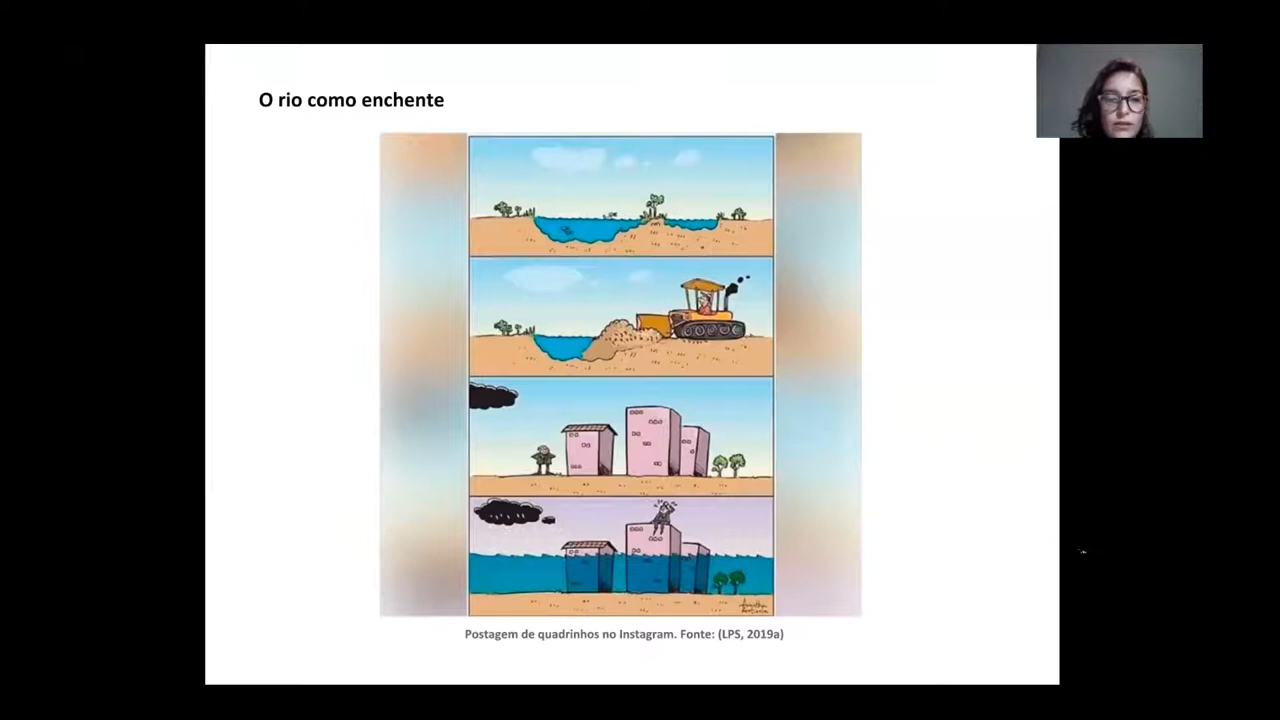 O rio como enchente
Postagem de quadrinhos no Instagram. Fonte: (LPS, 2019a)